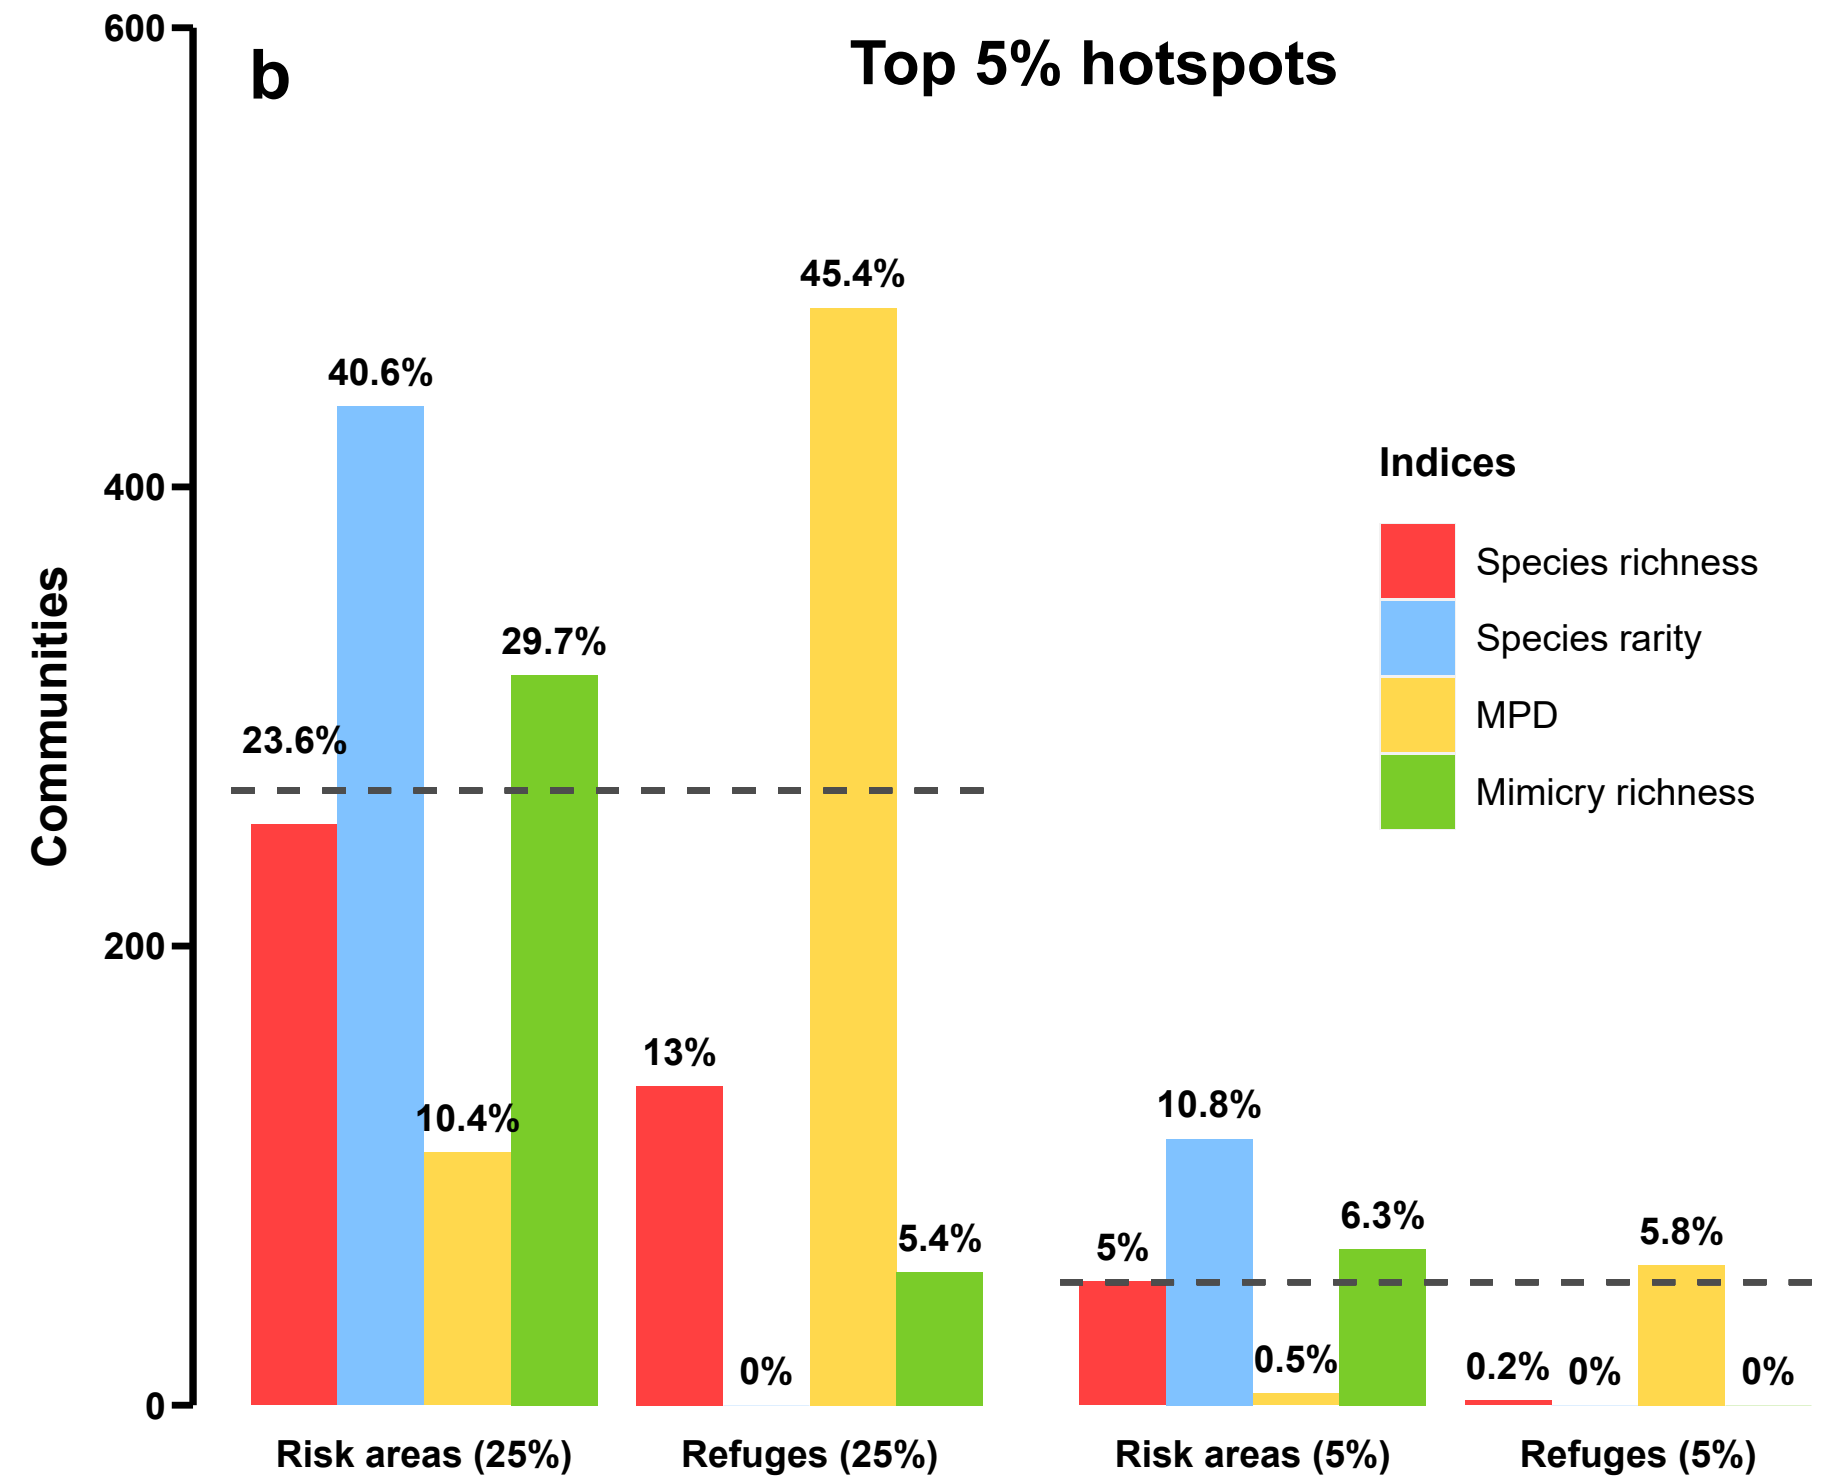 b
Top 5% hotspots
Communities
600
400
200
0
23.6%
40.6%
10.4%
29.7%
13%
0%
45.4%
5.4%
5%
10.8%
0.5%
6.3%
0.2%
0%
5.8%
0%
Risk areas (25%)
Refuges (25%)
Risk areas (5%)
Refuges (5%)
Indices
Species richness
Species rarity
MPD
Mimicry richness